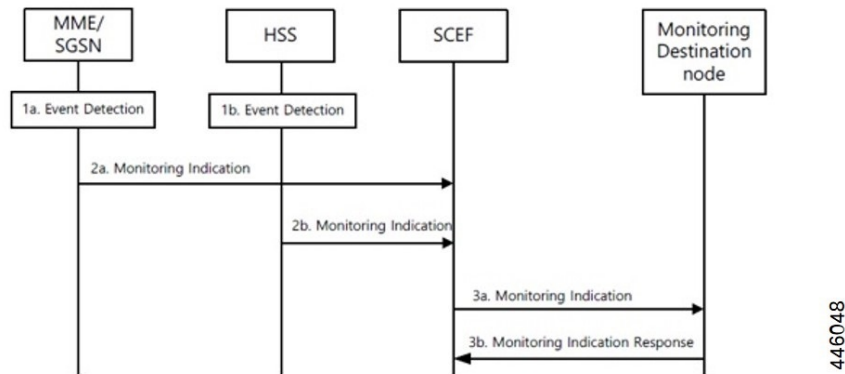 MME/
SGSN
HSS
SCEF
Monitoring
Destination
node
1a. Event Detection
1b. Event Detection
2a. Monitoring Indication
2b. Monitoring Indication
3a. Monitoring Indication
3b. Monitoring Indication Response
446048